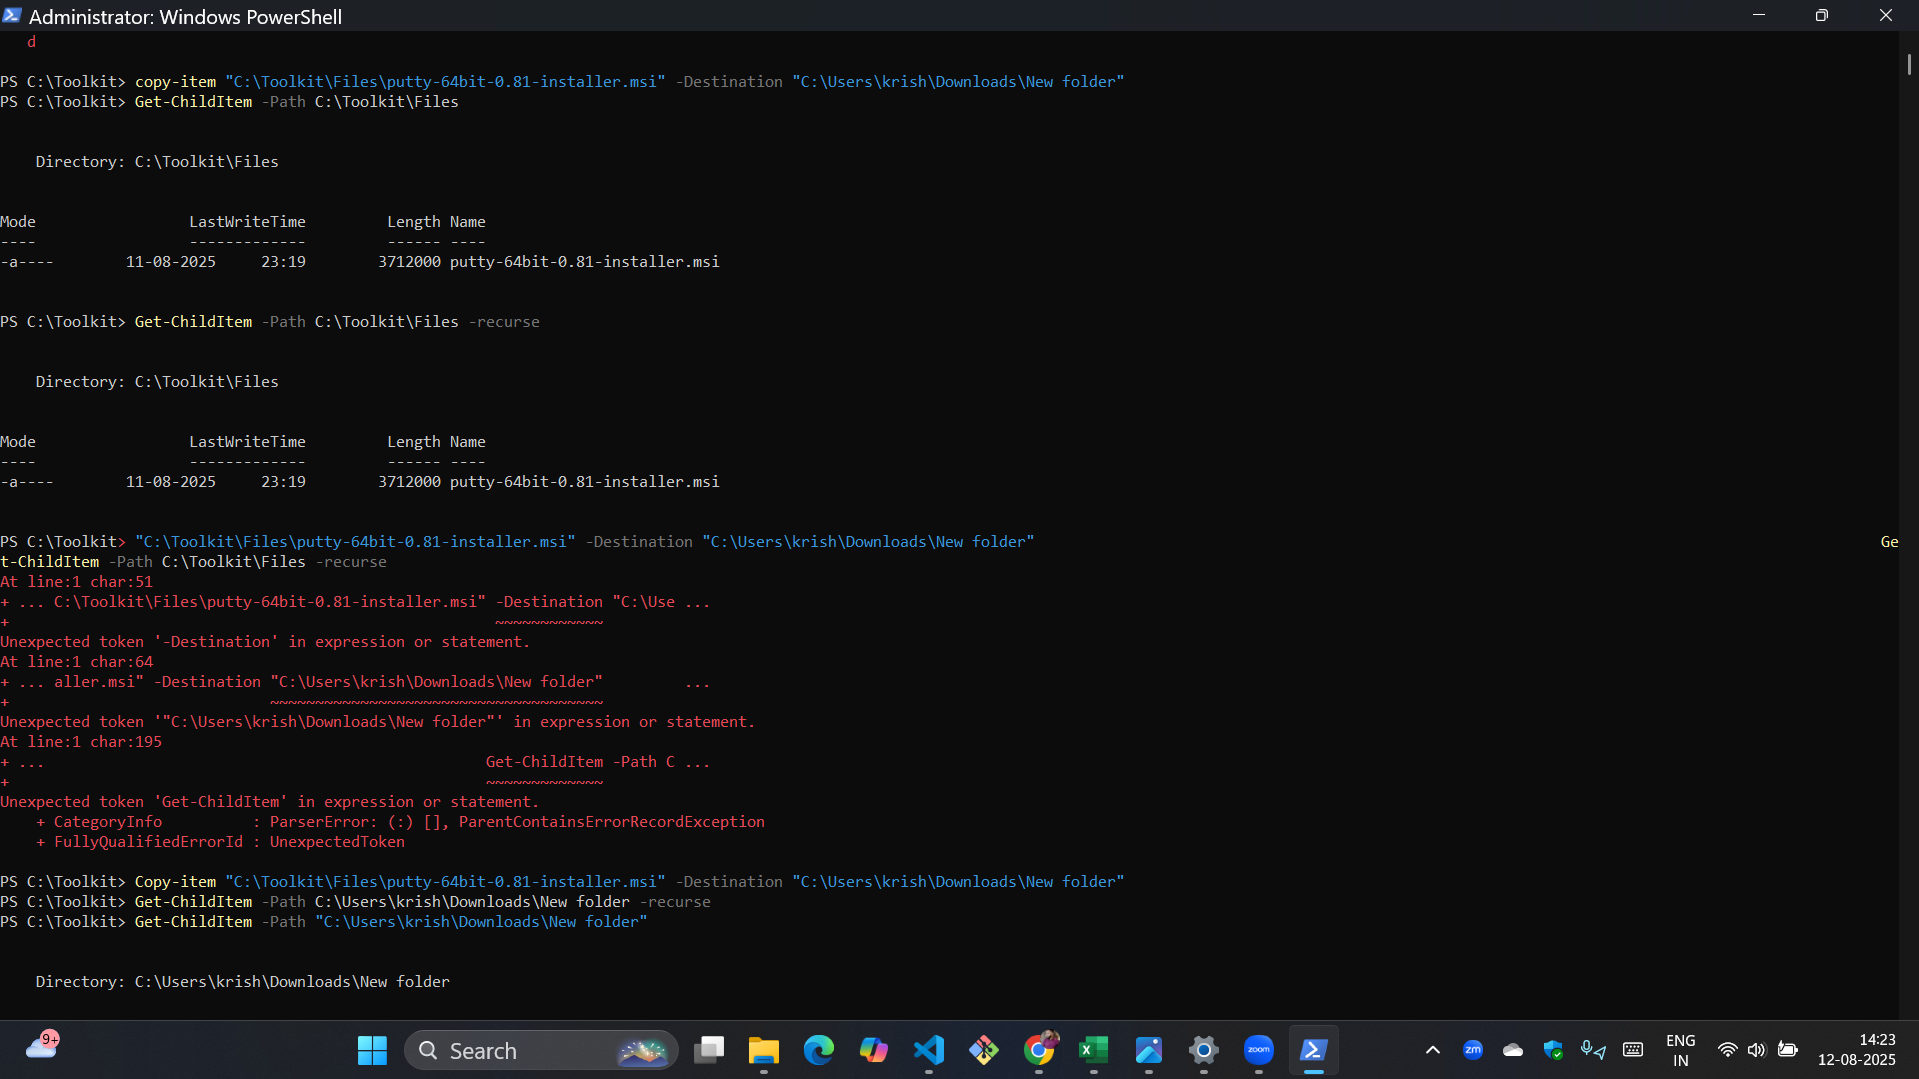 Administrator: Windows PowerShell
d
PS C:\Toolkit> copy-item "C:\Toolkit\Files\putty-64bit-0.81-installer.msi" -Destination "C:\Users\krish\Downloads\New folder"
PS C:\Toolkit> Get-ChildItem -Path C:\Toolkit\Files
Directory: C:\Toolkit\Files
Mode LastWriteTime Length Name
---- ------------- ------ ----
-a---- 11-08-2025 23:19 3712000 putty-64bit-0.81-installer.msi
PS C:\Toolkit> Get-ChildItem -Path C:\Toolkit\Files -recurse
Directory: C:\Toolkit\Files
Mode LastWriteTime Length Name
---- ------------- ------ ----
-a---- 11-08-2025 23:19 3712000 putty-64bit-0.81-installer.msi
PS C:\Toolkit> "C:\Toolkit\Files\putty-64bit-0.81-installer.msi" -Destination "C:\Users\krish\Downloads\New folder" Ge
t-ChildItem -Path C:\Toolkit\Files -recurse
At line:1 char:51
+ ... C:\Toolkit\Files\putty-64bit-0.81-installer.msi" -Destination "C:\Use ...
+ ~~~~~~~~~~~~
Unexpected token '-Destination' in expression or statement.
At line:1 char:64
+ ... aller.msi" -Destination "C:\Users\krish\Downloads\New folder" ...
+ ~~~~~~~~~~~~~~~~~~~~~~~~~~~~~~~~~~~~~
Unexpected token '"C:\Users\krish\Downloads\New folder"' in expression or statement.
At line:1 char:195
+ ... Get-ChildItem -Path C ...
+ ~~~~~~~~~~~~~
Unexpected token 'Get-ChildItem' in expression or statement.
+ CategoryInfo : ParserError: (:) [], ParentContainsErrorRecordException
+ FullyQualifiedErrorId : UnexpectedToken
PS C:\Toolkit> Copy-item "C:\Toolkit\Files\putty-64bit-0.81-installer.msi" -Destination "C:\Users\krish\Downloads\New folder"
PS C:\Toolkit> Get-ChildItem -Path C:\Users\krish\Downloads\New folder -recurse
PS C:\Toolkit> Get-ChildItem -Path "C:\Users\krish\Downloads\New folder"
Directory: C:\Users\krish\Downloads\New folder
9+
Search
zoom
zm
ENG
IN
14:23
12-08-2025